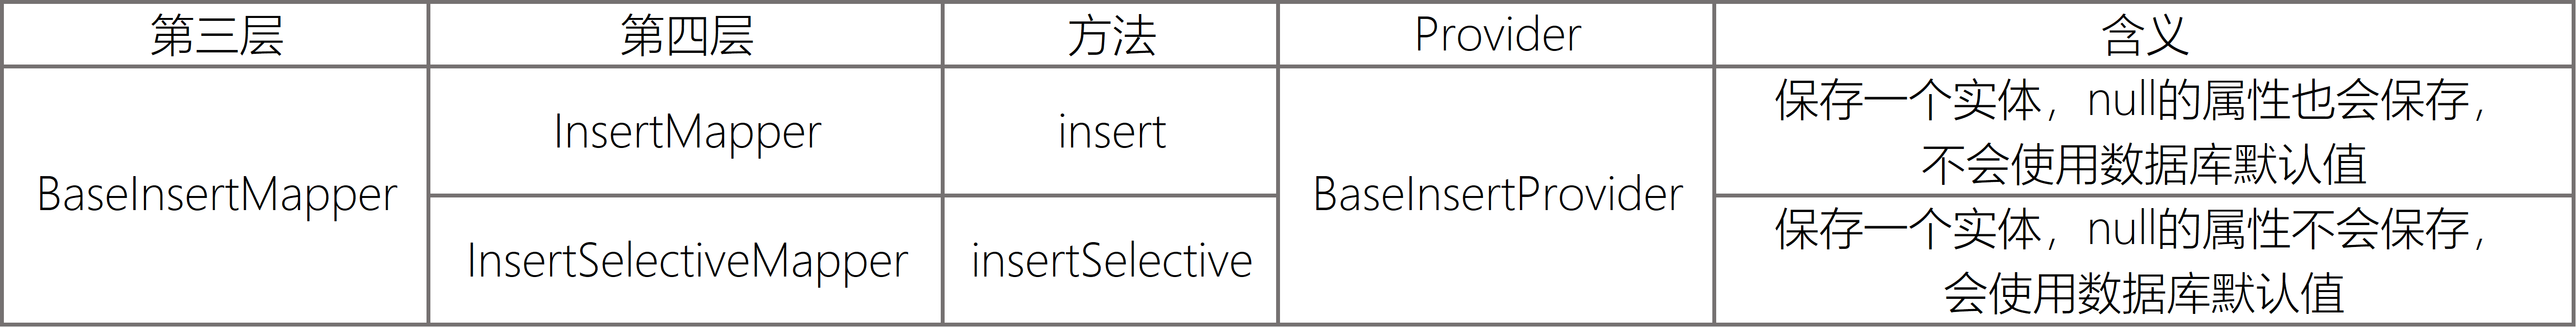 第三层 第四层 方法 Provider 含义
BaseInsertMapper
InsertMapper
insert
BaseInsertProvider
保存一个实体，null的属性也会保存，
不会使用数据库默认值
InsertSelectiveMapper
insertSelective
保存一个实体，null的属性不会保存，
会使用数据库默认值